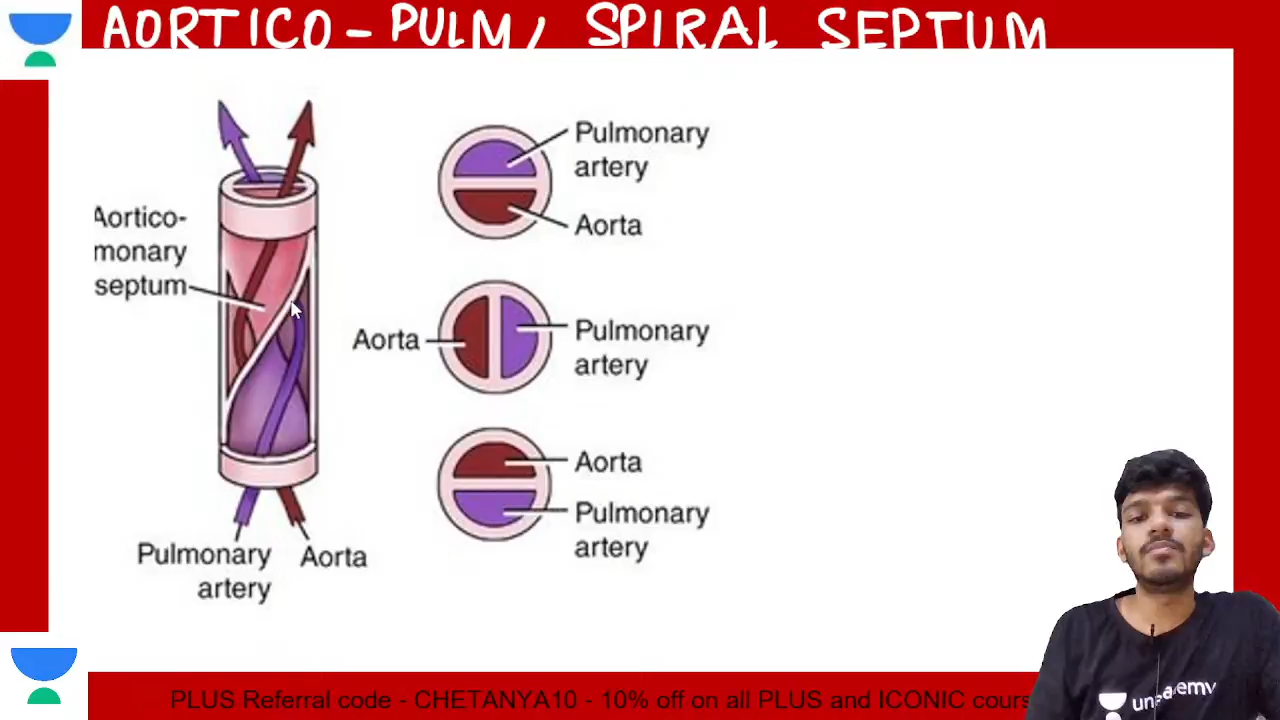 AORTICO - PULM, SPIRAL SEPTUM
Aortico-
monary
septum
Pulmonary
artery
Aorta
Pulmonary
artery
Aorta
Aorta
Pulmonary
artery
Aorta
Pulmonary
artery
PLUS Referral code - CHETANYA10 - 10% off on all PLUS and ICONIC cours